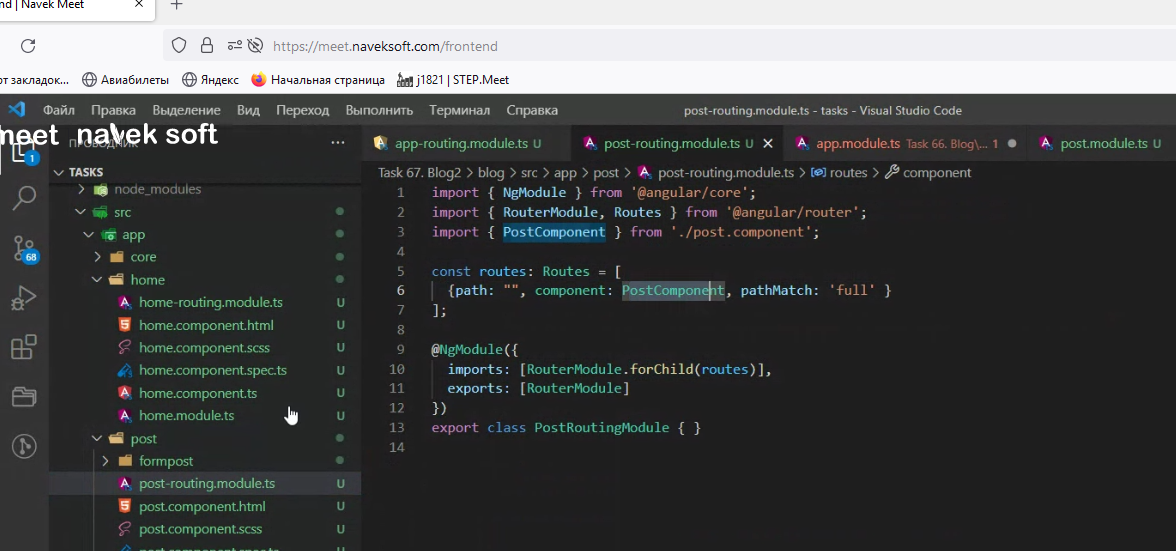 nd | Navek Meet
https://meet.naveksoft.com/frontend
от закладок...
Авиабилеты
Яндекс
Начальная страница
j1821 | STEP.Meet
Файл Правка Выделение Вид Переход Выполнить Терминал Справка
post-routing.module.ts - tasks - Visual Studio Code
meet navek soft
ПРОВОДНИК
app-routing.module.ts U
post-routing.module.ts U
app.module.ts Task 66. Blog\... 1
post.module.ts U
1
68
TASKS
node_modules
src
app
core
home
home-routing.module.ts U
home.component.html U
home.component.scss U
home.component.spec.ts U
home.component.ts U
home.module.ts U
post
formpost
post-routing.module.ts U
post.component.html U
post.component.scss U
post.component.spec.ts U
Task 67. Blog2 > blog > src > app > post > post-routing.module.ts > routes > component
1 import { NgModule } from '@angular/core';
2 import { RouterModule, Routes } from '@angular/router';
3 import { PostComponent } from './post.component';
4
5 const routes: Routes = [
6 {path: "", component: PostComponent, pathMatch: 'full' }
7 ];
8
9 @NgModule({
10 imports: [RouterModule.forChild(routes)],
11 exports: [RouterModule]
12 })
13 export class PostRoutingModule { }
14